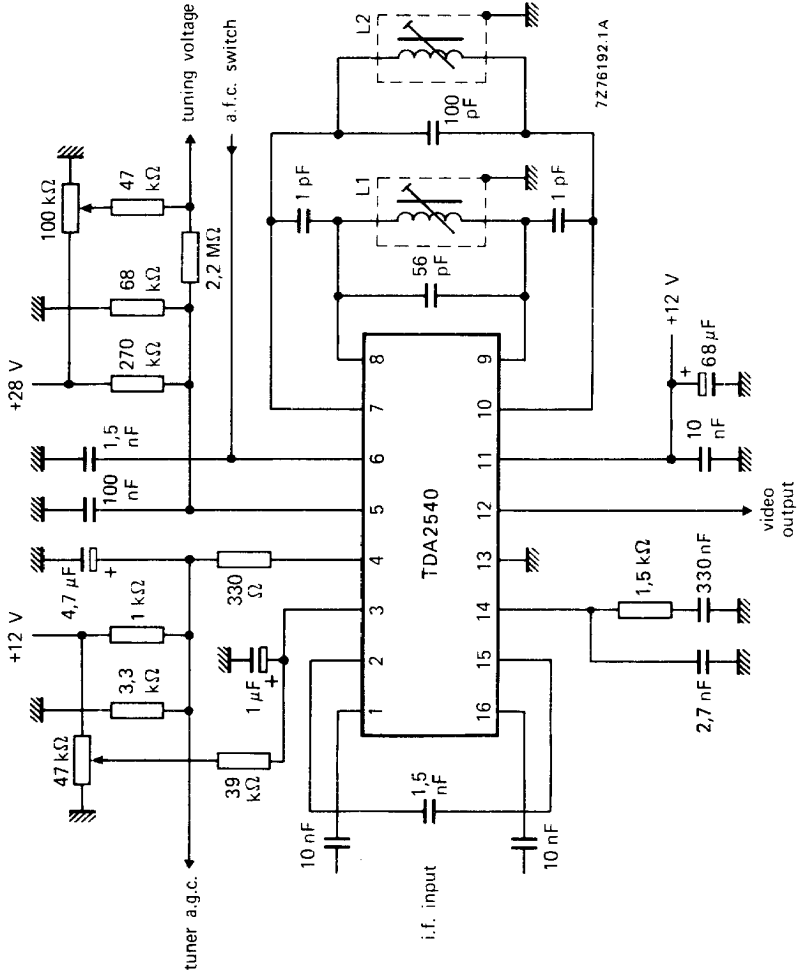 +12 V
4,7 µF
+
1,5
nF
100
nF
+28 V
270
kΩ
68
kΩ
100 kΩ
47
kΩ
2,2 MΩ
tuning voltage
a.f.c. switch
47 kΩ
3,3
kΩ
1 kΩ
tuner a.g.c.
39
kΩ
1 µF
+
330
Ω
1
2
3
4
5
6
7
8
TDA2540
16
15
14
13
12
11
10
9
10 nF
1,5
nF
i.f. input
10 nF
1 pF
56
pF
L1
1 pF
100
pF
L2
2,7 nF
1,5 kΩ
330 nF
video
output
10
nF
+
68 µF
+12 V
7Z76192.1A